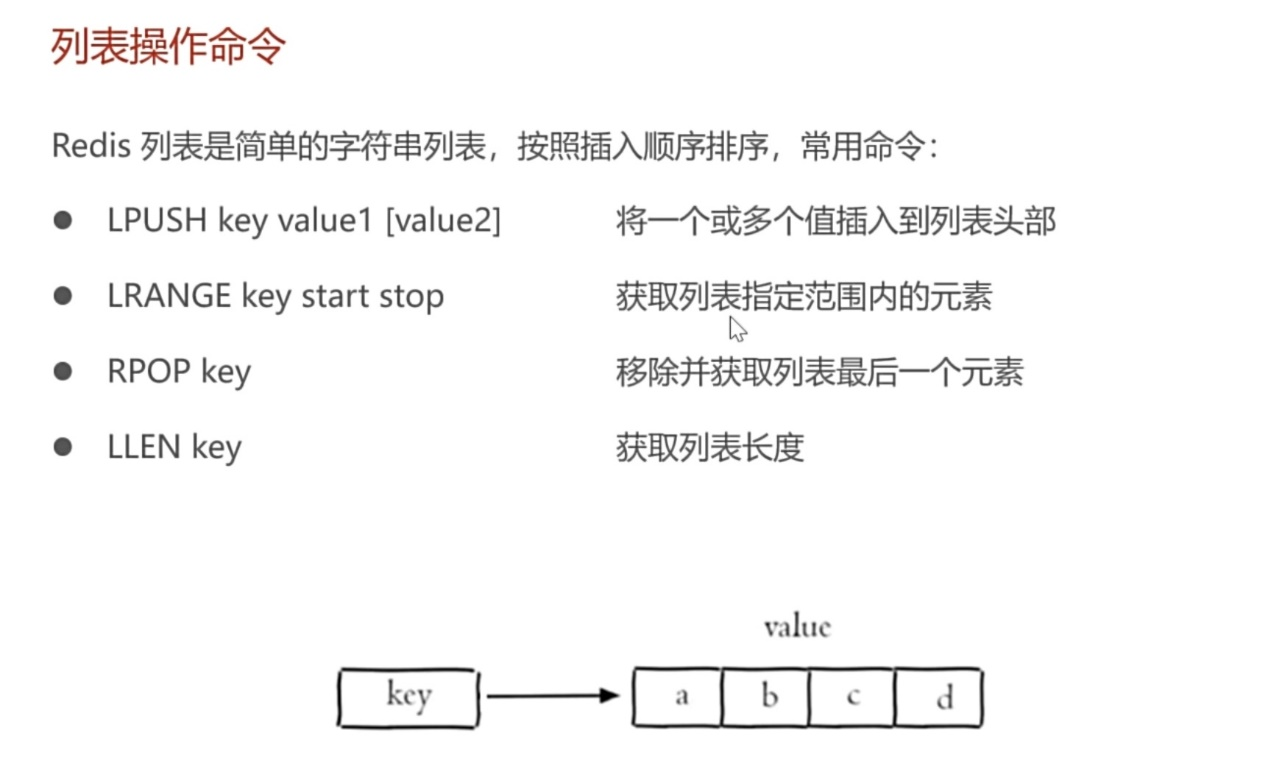 列表操作命令
Redis 列表是简单的字符串列表，按照插入顺序排序，常用命令：
● LPUSH key value1 [value2] 将一个或多个值插入到列表头部
● LRANGE key start stop 获取列表指定范围内的元素
● RPOP key 移除并获取列表最后一个元素
● LLEN key 获取列表长度
value
key a b c d